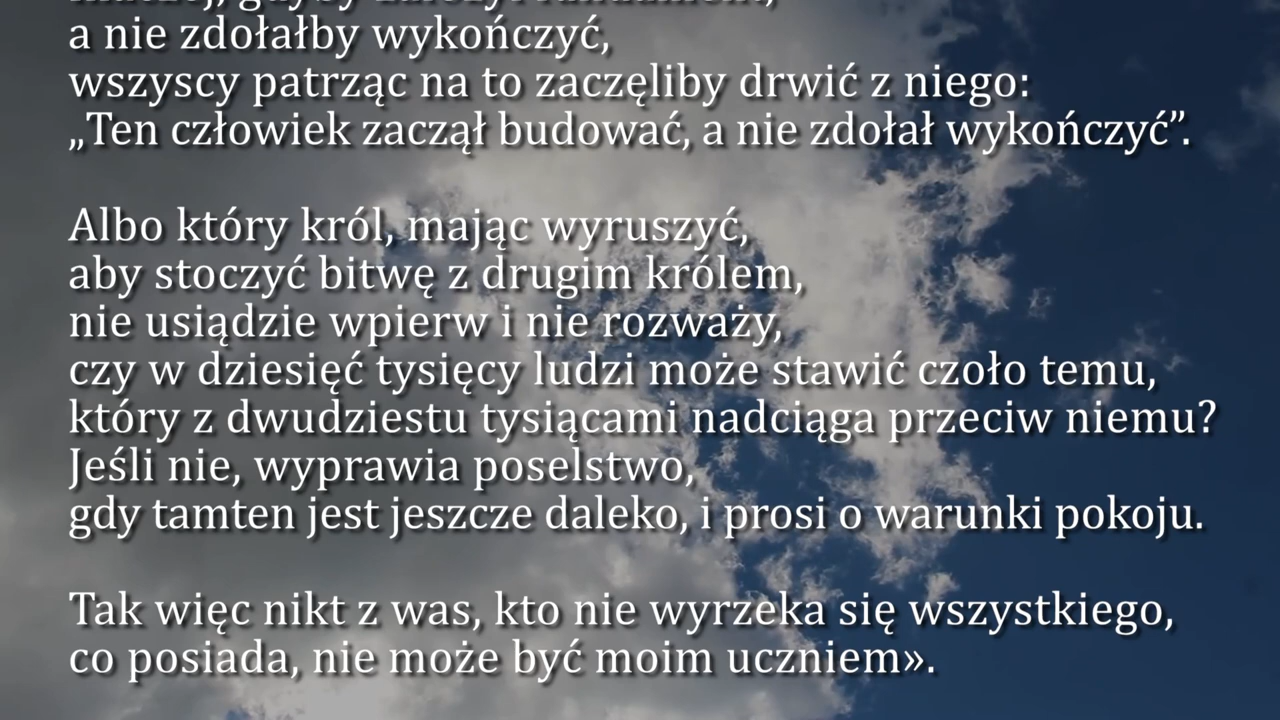 a nie zdołałby wykończyć,
wszyscy patrząc na to zaczęliby drwić z niego:
„Ten człowiek zaczął budować, a nie zdołał wykończyć”.
Albo który król, mając wyruszyć,
aby stoczyć bitwę z drugim królem,
nie usiądzie wpierw i nie rozważy,
czy w dziesięć tysięcy ludzi może stawić czoło temu,
który z dwudziestu tysiącami nadciąga przeciw niemu?
Jeśli nie, wyprawia poselstwo,
gdy tamten jest jeszcze daleko, i prosi o warunki pokoju.
Tak więc nikt z was, kto nie wyrzeka się wszystkiego,
co posiada, nie może być moim uczniem».